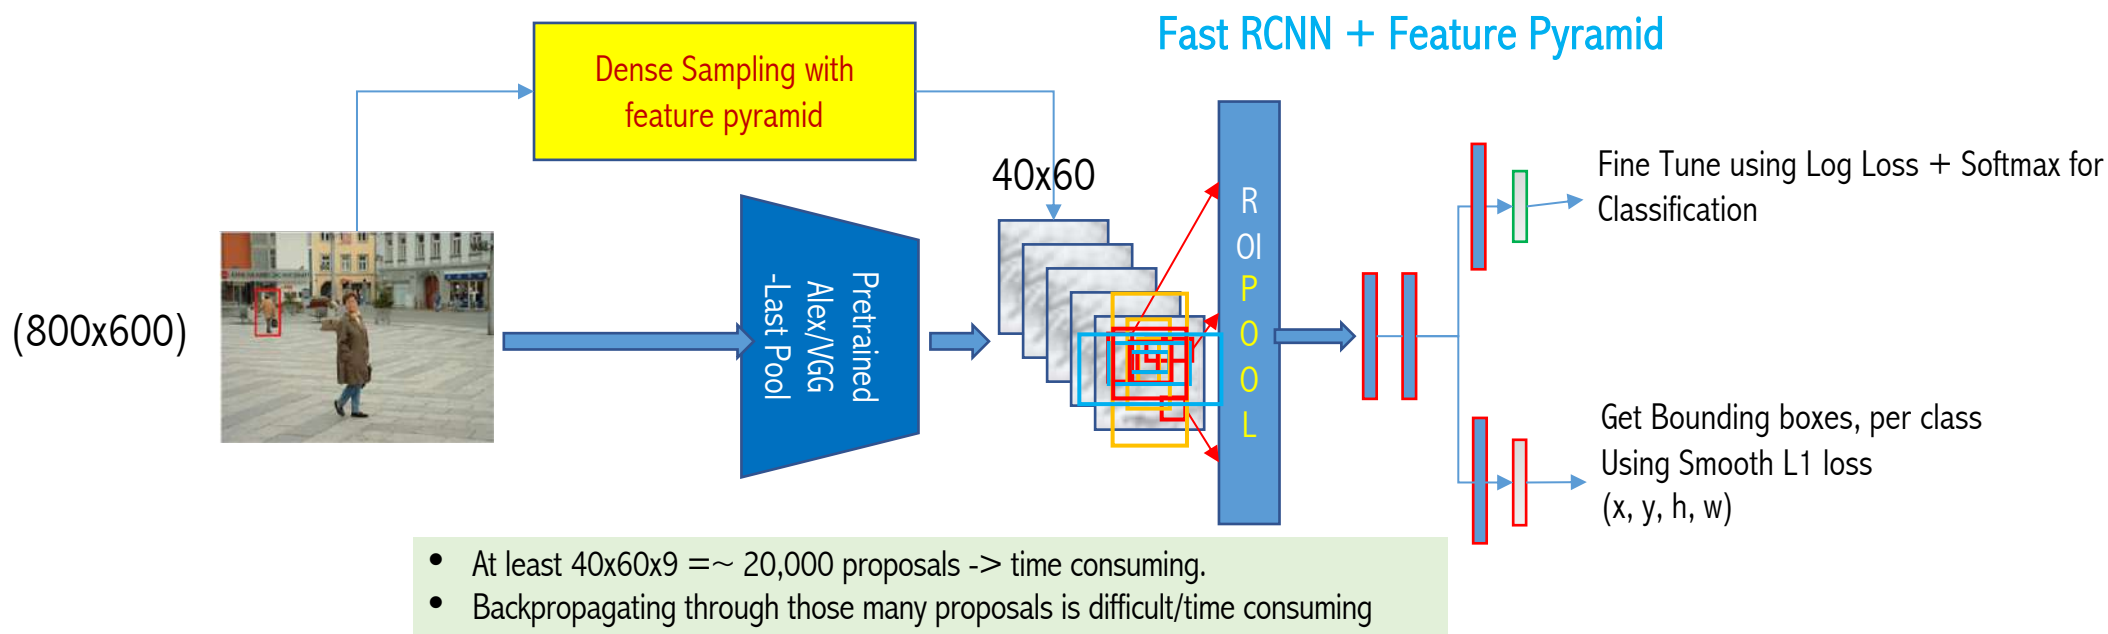 Fast RCNN + Feature Pyramid
Dense Sampling with
feature pyramid
40x60
(800x600)
Pretrained
Alex/VGG
-Last Pool
R
OI
P
O
O
L
Fine Tune using Log Loss + Softmax for
Classification
Get Bounding boxes, per class
Using Smooth L1 loss
(x, y, h, w)
• At least 40x60x9 =~ 20,000 proposals -> time consuming.
• Backpropagating through those many proposals is difficult/time consuming